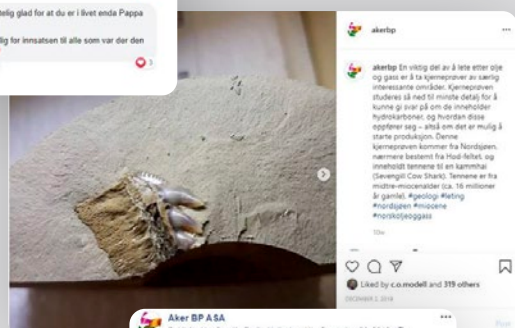 telig glad for at du er i livet enda Pappa
lig for innsatsen til alle som var der den
akerbp
akerbp En viktig del av å lete etter olje
og gass er å ta kjerneprøver av særlig
interessante områder. Kjerneprøven
studeres så ned til minste detalj for å
kunne gi svar på om de inneholder
hydrokarboner, og hvordan disse
oppfører seg – altså om det er mulig å
starte produksjon. Denne
kjerneprøven kommer fra Nordsjøen,
nærmere bestemt fra Hod-feltet, og
inneholdt tennene til en kamhai
(Sevengill Cow Shark). Tennene er fra
midtre-miocenalder (ca. 16 millioner
år gamle). #geologi #leting
#nordsjøen #miocene
#norskoljeoggass
Liked by c.o.modell and 319 others
DECEMBER 2, 2019
Post
Aker BP ASA